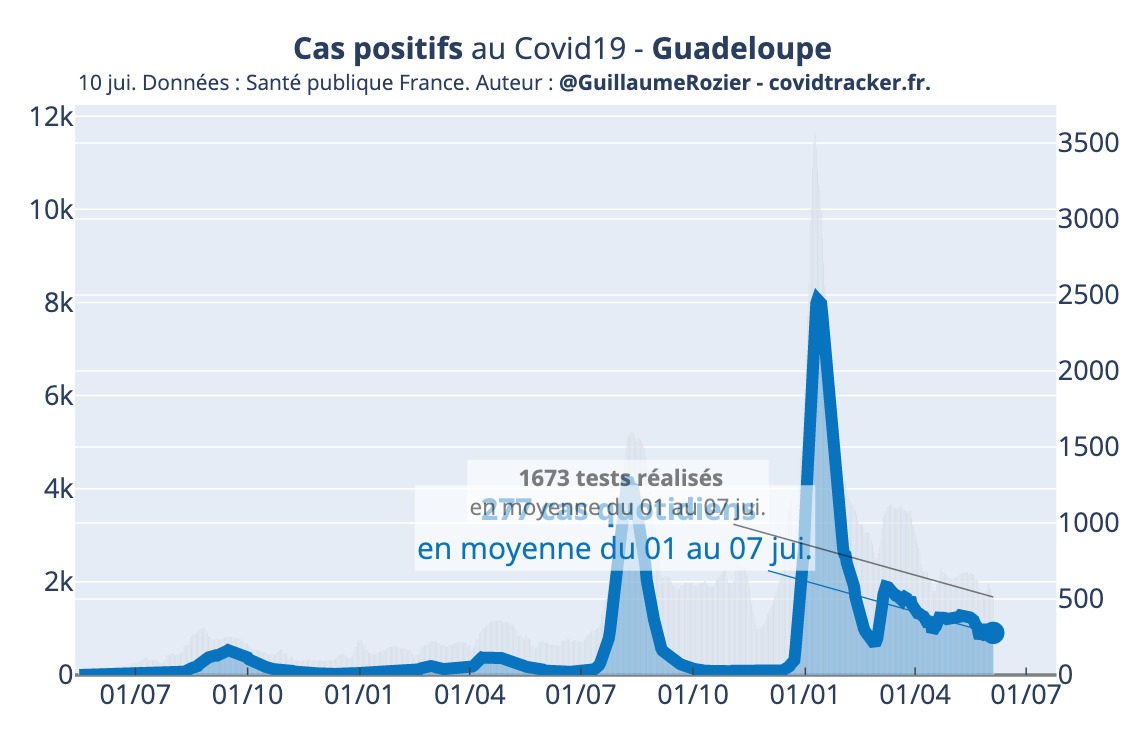 Cas positifs au Covid19 - Guadeloupe
10 jui. Données : Santé publique France. Auteur : @GuillaumeRozier - covidtracker.fr.
12k
10k
8k
6k
4k
2k
0
3500
3000
2500
2000
1500
1000
500
0
1673 tests réalisés
en moyenne du 01 au 07 jui.
277 cas quotidiens
en moyenne du 01 au 07 jui.
01/07 01/10 01/01 01/04 01/07 01/10 01/01 01/04 01/07